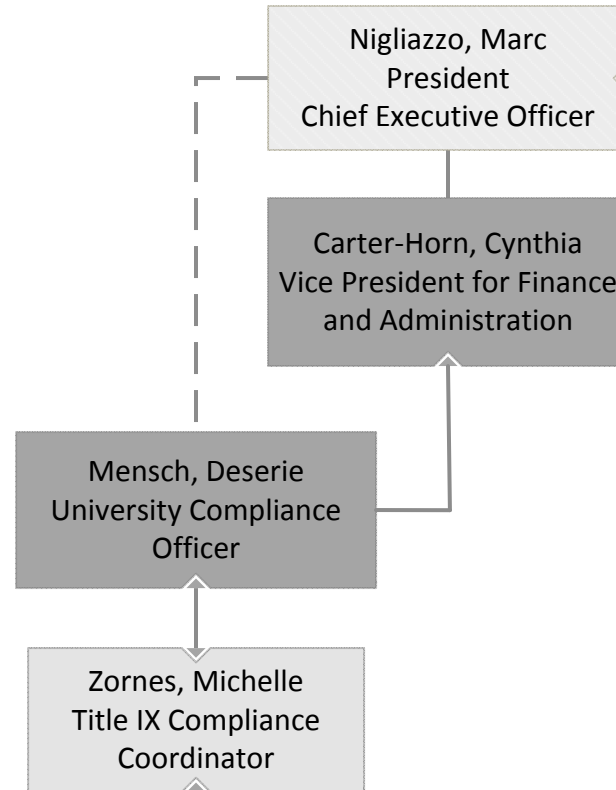 Nigliazzo, Marc
President
Chief Executive Officer
Carter-Horn, Cynthia
Vice President for Finance
and Administration
Mensch, Deserie
University Compliance
Officer
Zornes, Michelle
Title IX Compliance
Coordinator